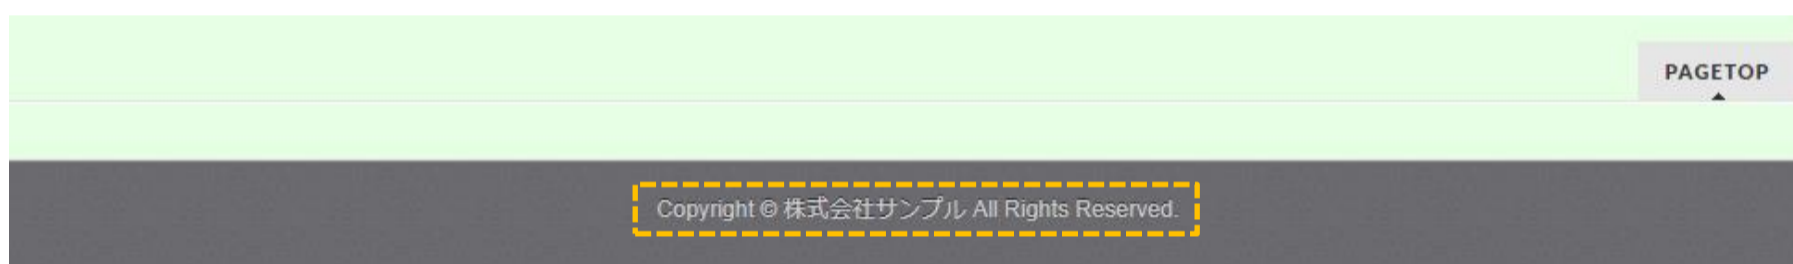 PAGETOP
Copyright © 株式会社サンプル All Rights Reserved.